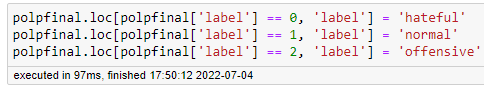 polpfinal.loc[polpfinal['label'] == 0, 'label'] = 'hateful'
polpfinal.loc[polpfinal['label'] == 1, 'label'] = 'normal'
polpfinal.loc[polpfinal['label'] == 2, 'label'] = 'offensive'
executed in 97ms, finished 17:50:12 2022-07-04